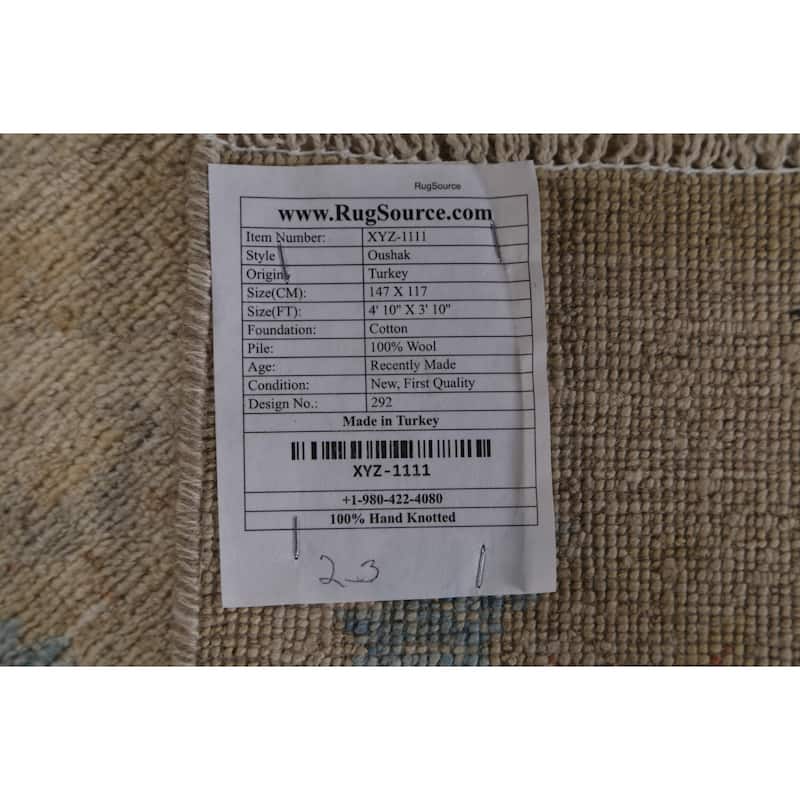 RugSource
www.RugSource.com
Item Number: XYZ-1111
Style Oushak
Origin: Turkey
Size(CM): 147 X 117
Size(FT): 4' 10" X 3' 10"
Foundation: Cotton
Pile: 100% Wool
Age: Recently Made
Condition: New, First Quality
Design No.: 292
Made in Turkey
XYZ-1111
+1-980-422-4080
100% Hand Knotted
2-3